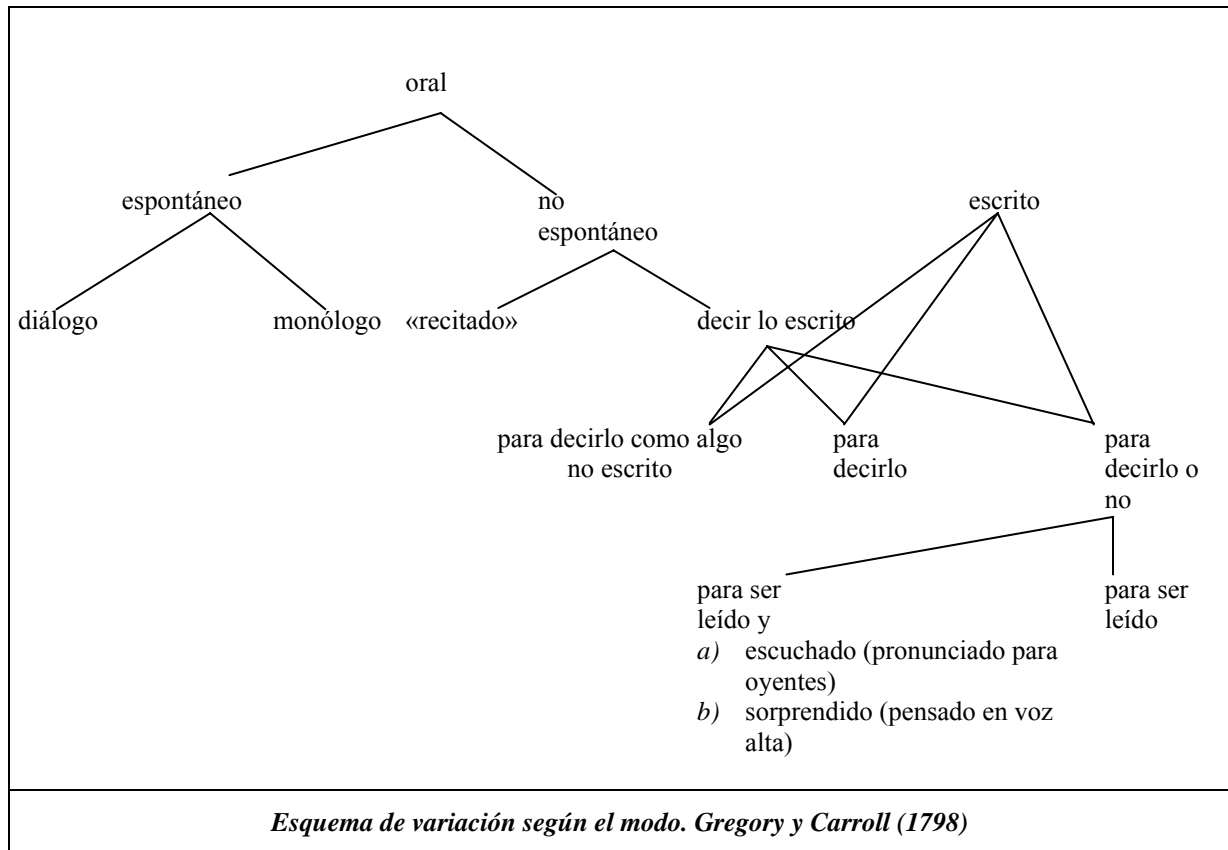 oral
espontáneo
no
espontáneo
escrito
diálogo
monólogo
«recitado»
decir lo escrito
para decirlo como algo
no escrito
para
decirlo
para
decirlo o
no
para ser
leído y
a) escuchado (pronunciado para
oyentes)
b) sorprendido (pensado en voz
alta)
para ser
leído
Esquema de variación según el modo. Gregory y Carroll (1798)